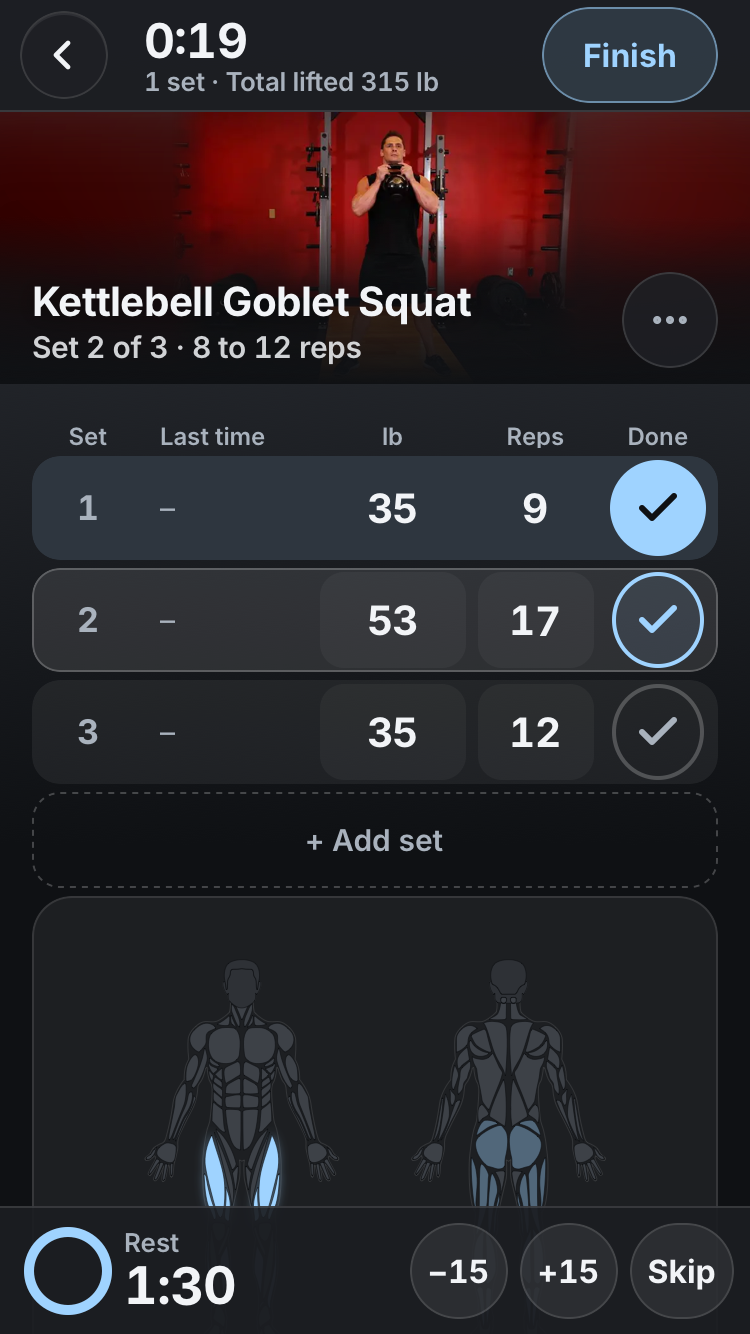 0:19
1 set · Total lifted 315 lb
Finish
Kettlebell Goblet Squat
Set 2 of 3 · 8 to 12 reps
Set Last time lb Reps Done
1 – 35 9
2 – 53 17
3 – 35 12
+ Add set
Rest
1:30
−15 +15 Skip